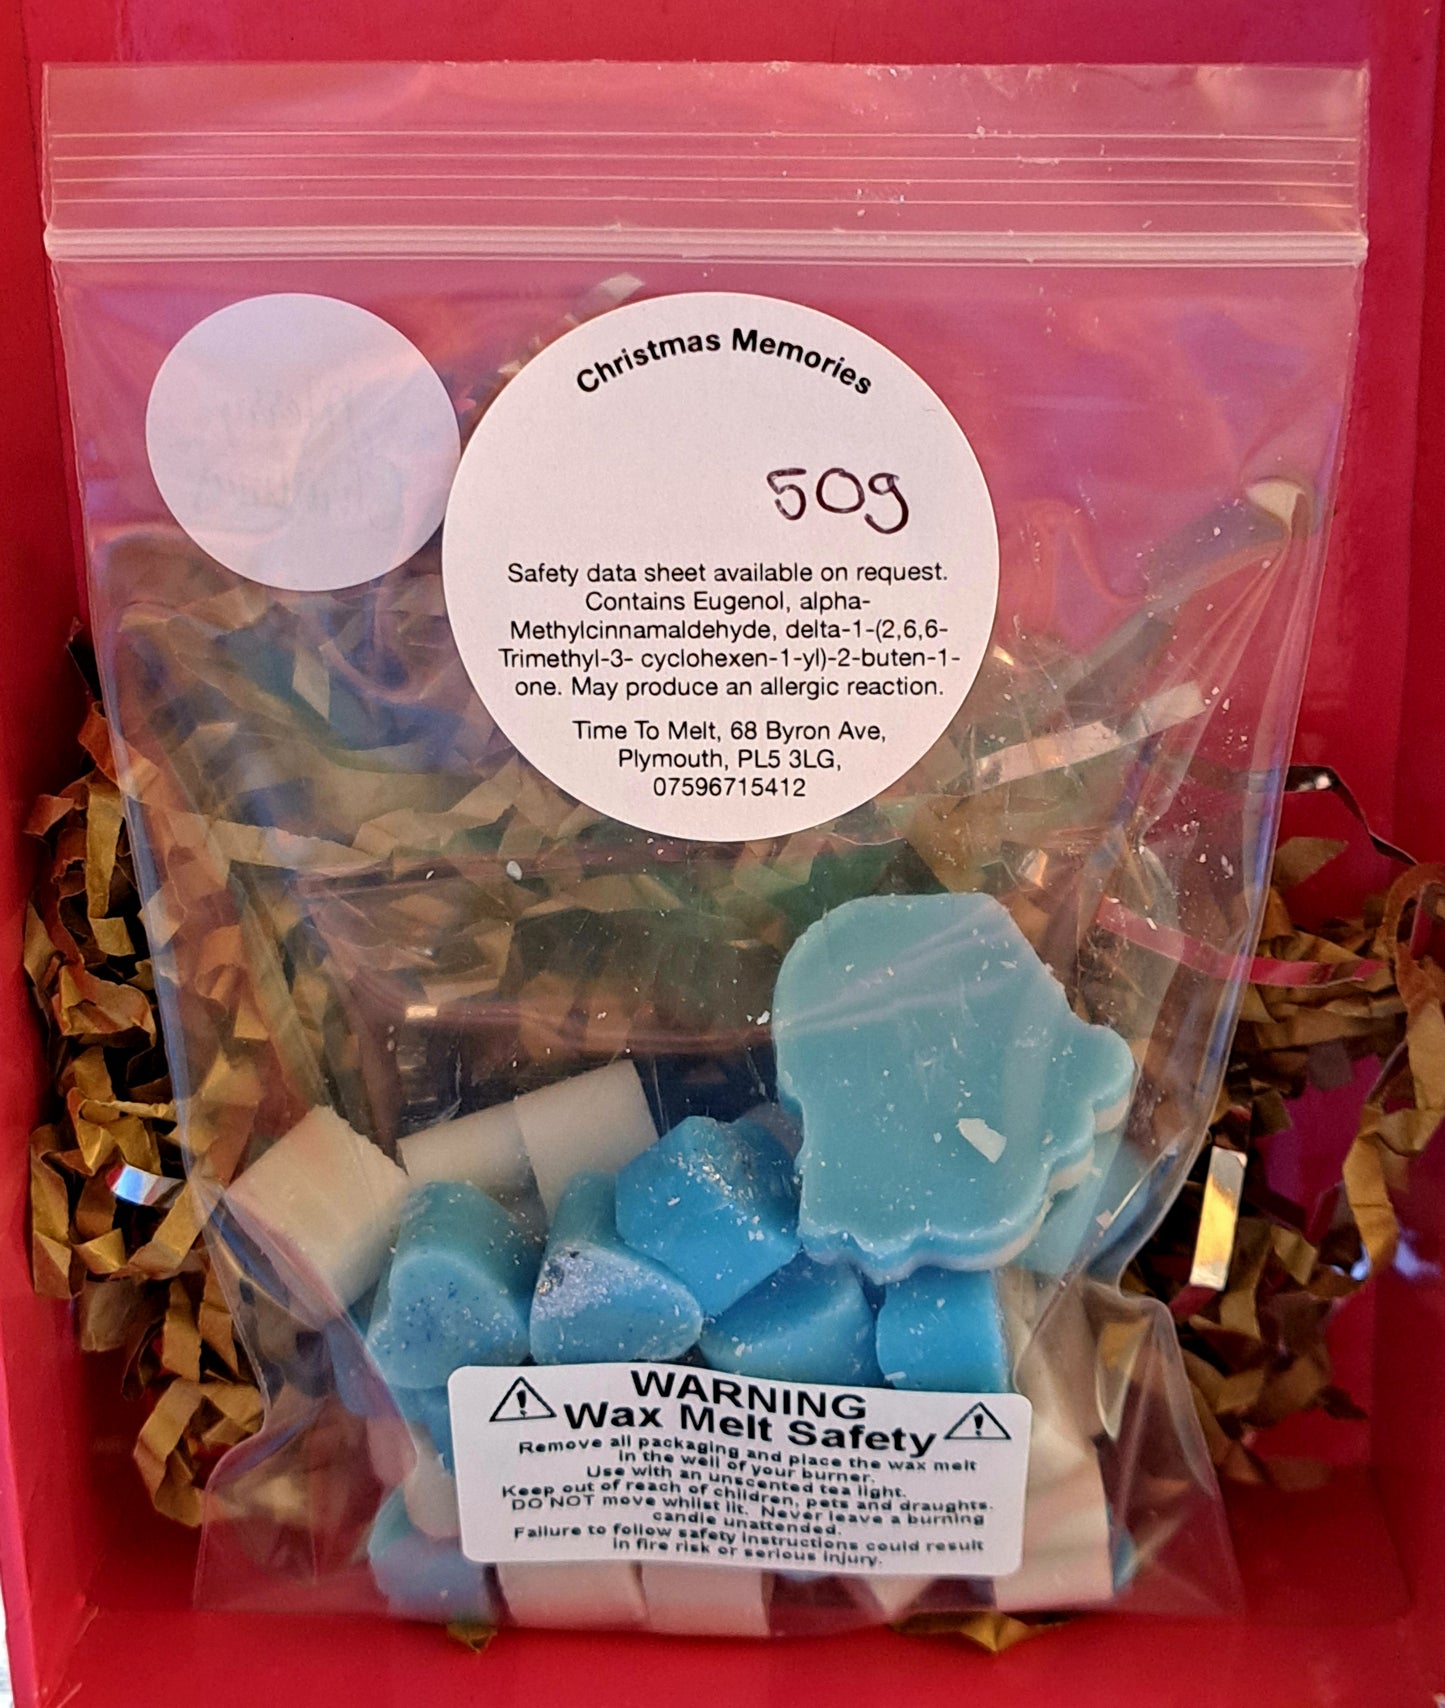 Christmas Memories
50g
Safety data sheet available on request.
Contains Eugenol, alpha-
Methylcinnamaldehyde, delta-1-(2,6,6-
Trimethyl-3- cyclohexen-1-yl)-2-buten-1-
one. May produce an allergic reaction.
Time To Melt, 68 Byron Ave,
Plymouth, PL5 3LG,
07596715412
WARNING
Wax Melt Safety
Remove all packaging and place the wax melt
in the well of your burner.
Use with an unscented tea light.
Keep out of reach of children, pets and draughts.
DO NOT move whilst lit. Never leave a burning
candle unattended.
Failure to follow safety instructions could result
in fire risk or serious injury.